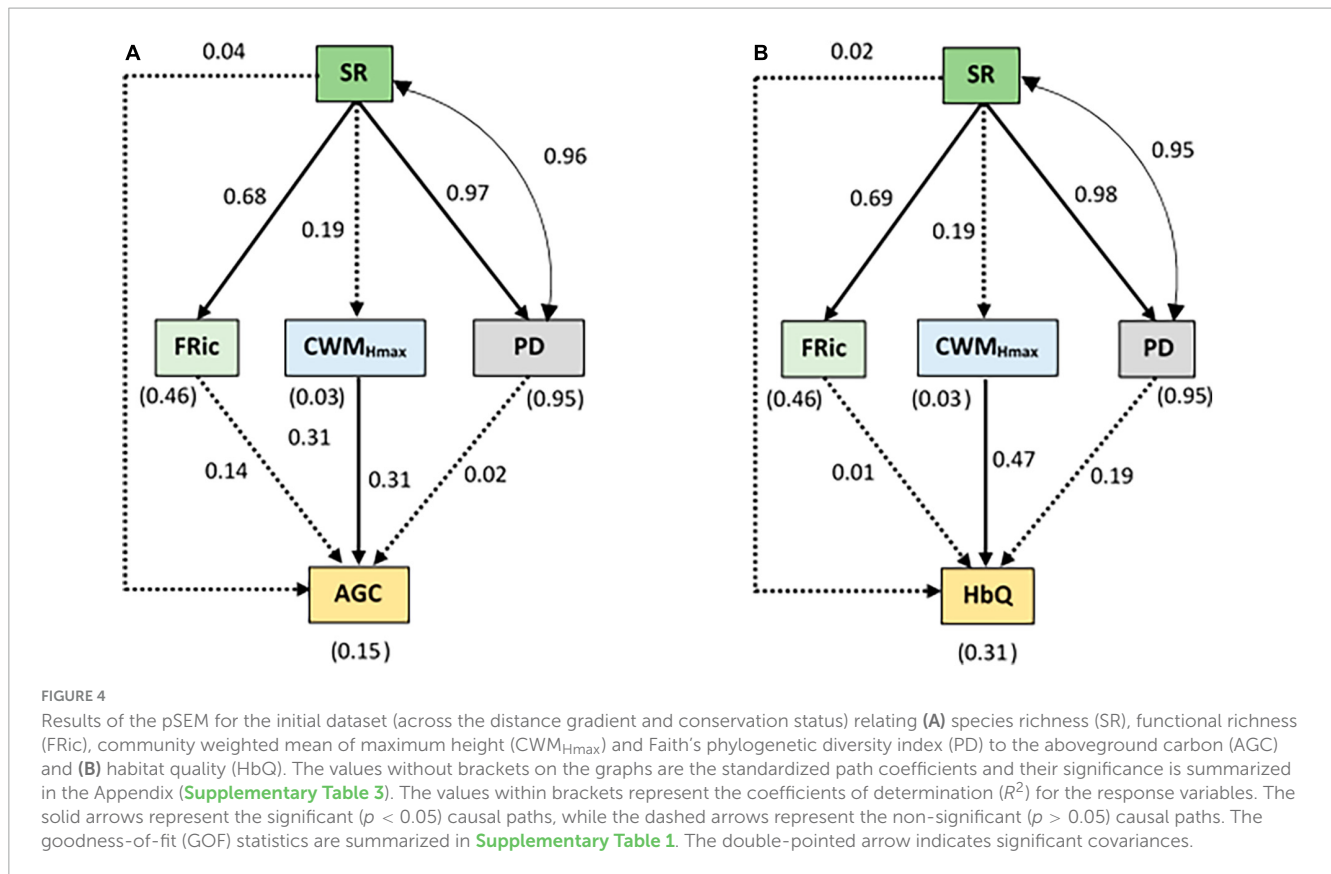 A
0.04
SR
0.96
0.68
0.97
0.19
FRic
CWMHmax
PD
(0.46)
(0.03)
(0.95)
0.31
0.14
0.31
0.02
AGC
(0.15)
B
0.02
SR
0.95
0.69
0.98
0.19
FRic
CWMHmax
PD
(0.46)
(0.03)
(0.95)
0.47
0.01
0.19
HbQ
(0.31)
FIGURE 4
Results of the pSEM for the initial dataset (across the distance gradient and conservation status) relating (A) species richness (SR), functional richness
(FRic), community weighted mean of maximum height (CWMHmax) and Faith's phylogenetic diversity index (PD) to the aboveground carbon (AGC)
and (B) habitat quality (HbQ). The values without brackets on the graphs are the standardized path coefficients and their significance is summarized
in the Appendix (Supplementary Table 3). The values within brackets represent the coefficients of determination (R²) for the response variables. The
solid arrows represent the significant (p < 0.05) causal paths, while the dashed arrows represent the non-significant (p > 0.05) causal paths. The
goodness-of-fit (GOF) statistics are summarized in Supplementary Table 1. The double-pointed arrow indicates significant covariances.